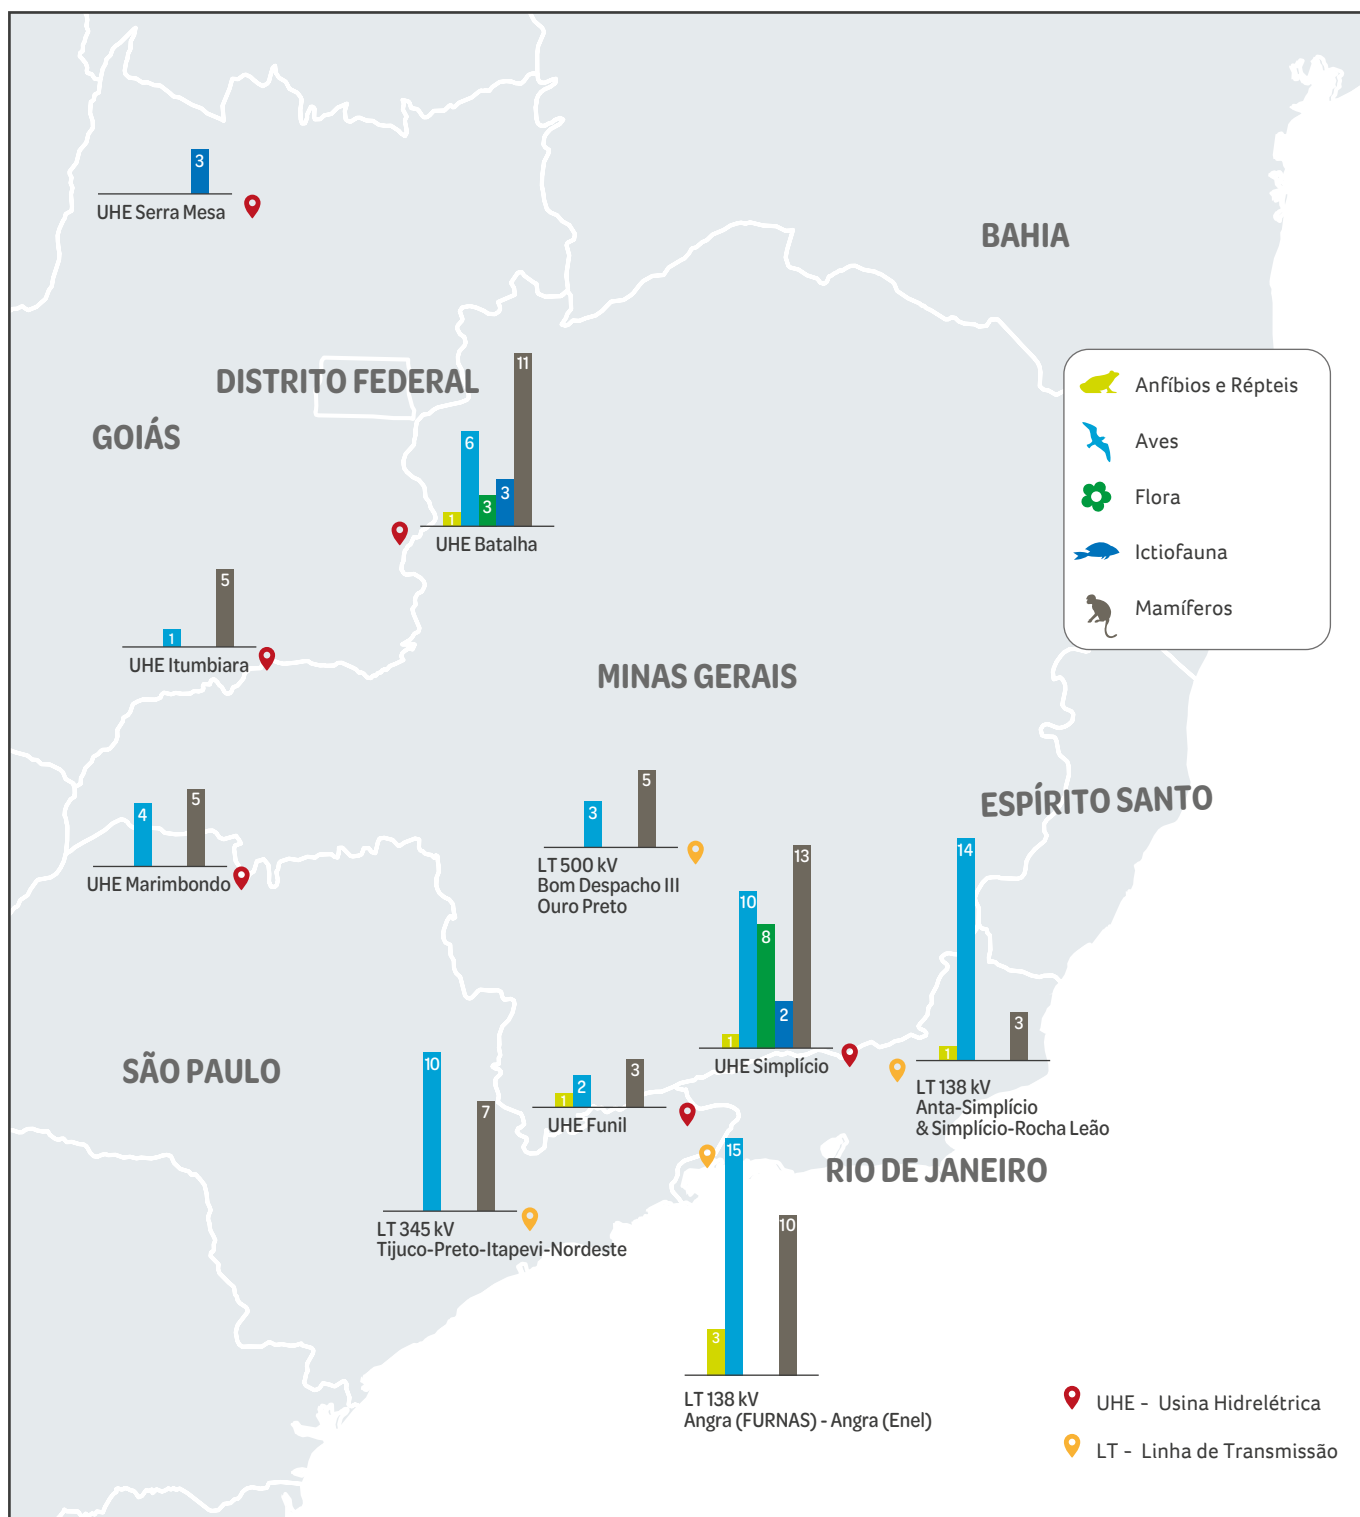 3
UHE Serra Mesa
BAHIA
DISTRITO FEDERAL
GOIÁS
1
6
3
3
11
UHE Batalha
Anfíbios e Répteis
Aves
Flora
Ictiofauna
Mamíferos
1
5
UHE Itumbiara
MINAS GERAIS
ESPÍRITO SANTO
4
5
UHE Marimbondo
3
5
LT 500 kV
Bom Despacho III
Ouro Preto
1
10
8
2
13
UHE Simplício
1
14
3
LT 138 kV
Anta-Simplício
& Simplício-Rocha Leão
SÃO PAULO
10
7
LT 345 kV
Tijuco-Preto-Itapevi-Nordeste
1
2
3
UHE Funil
RIO DE JANEIRO
3
15
10
LT 138 kV
Angra (FURNAS) - Angra (Enel)
UHE - Usina Hidrelétrica
LT - Linha de Transmissão